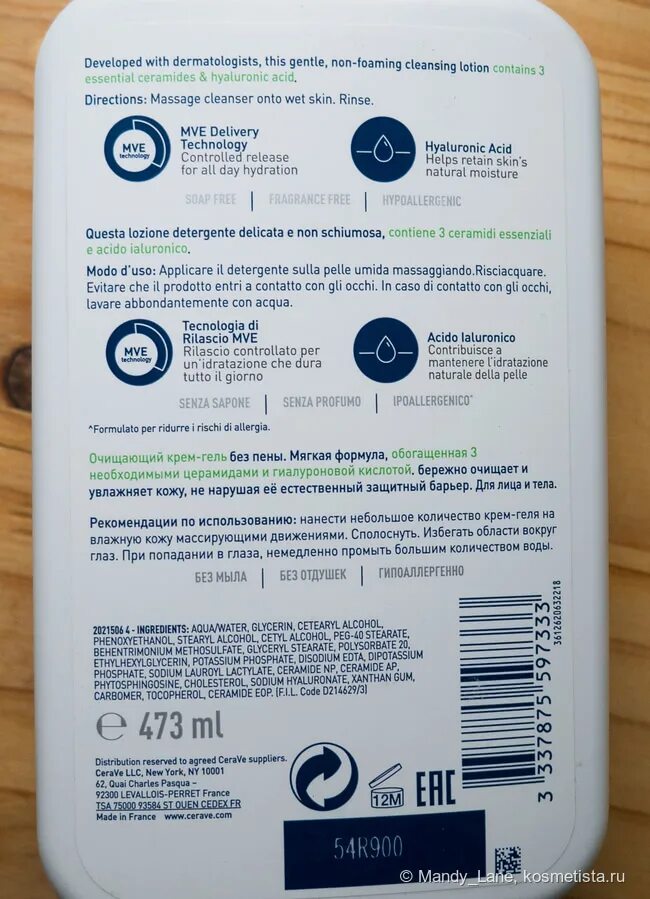 Developed with dermatologists, this gentle, non-foaming cleansing lotion contains 3
essential ceramides & hyaluronic acid.
Directions: Massage cleanser onto wet skin. Rinse.
MVE
technology
MVE Delivery
Technology
Controlled release
for all day hydration
Hyaluronic Acid
Helps retain skin's
natural moisture
SOAP FREE | FRAGRANCE FREE | HYPOALLERGENIC
Questa lozione detergente delicata e non schiumosa, contiene 3 ceramidi essenziali
e acido ialuronico.
Modo d'uso: Applicare il detergente sulla pelle umida massaggiando.Risciacquare.
Evitare che il prodotto entri a contatto con gli occhi. In caso di contatto con gli occhi,
lavare abbondantemente con acqua.
MVE
technology
Tecnologia di
Rilascio MVE
Rilascio controllato per
un'idratazione che dura
tutto il giorno
Acido Ialuronico
Contribuisce a
mantenere l'idratazione
naturale della pelle
SENZA SAPONE | SENZA PROFUMO | IPOALLERGENICO^
^Formulato per ridurre i rischi di allergia.
Очищающий крем-гель без пены. Мягкая формула, обогащенная 3
необходимыми церамидами и гиалуроновой кислотой, бережно очищает и
увлажняет кожу, не нарушая её естественный защитный барьер. Для лица и тела.
Рекомендации по использованию: нанести небольшое количество крем-геля на
влажную кожу массирующими движениями. Сполоснуть. Избегать области вокруг
глаз. При попадании в глаза, немедленно промыть большим количеством воды.
БЕЗ МЫЛА | БЕЗ ОТДУШЕК | ГИПОАЛЛЕРГЕННО
2021506 4 - INGREDIENTS: AQUA/WATER, GLYCERIN, CETEARYL ALCOHOL,
PHENOXYETHANOL, STEARYL ALCOHOL, CETYL ALCOHOL, PEG-40 STEARATE,
BEHENTRIMONIUM METHOSULFATE, GLYCERYL STEARATE, POLYSORBATE 20,
ETHYLHEXYLGLYCERIN, POTASSIUM PHOSPHATE, DISODIUM EDTA, DIPOTASSIUM
PHOSPHATE, SODIUM LAUROYL LACTYLATE, CERAMIDE NP, CERAMIDE AP,
PHYTOSPHINGOSINE, CHOLESTEROL, SODIUM HYALURONATE, XANTHAN GUM,
CARBOMER, TOCOPHEROL, CERAMIDE EOP. (F.I.L. Code D214629/3)
3 337875 597333
3612620632218
℮ 473 ml
Distribution reserved to agreed CeraVe suppliers.
CeraVe LLC, New York, NY 10001
62, Quai Charles Pasqua –
92300 LEVALLOIS-PERRET France
TSA 75000 93584 ST OUEN CEDEX FR
Made in France www.cerave.com
12M
EAC
54R900
© Mandy_Lane, kosmetista.ru